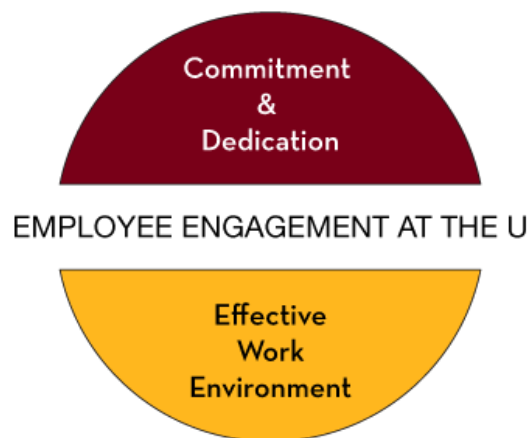 Commitment
&
Dedication
EMPLOYEE ENGAGEMENT AT THE U
Effective
Work
Environment